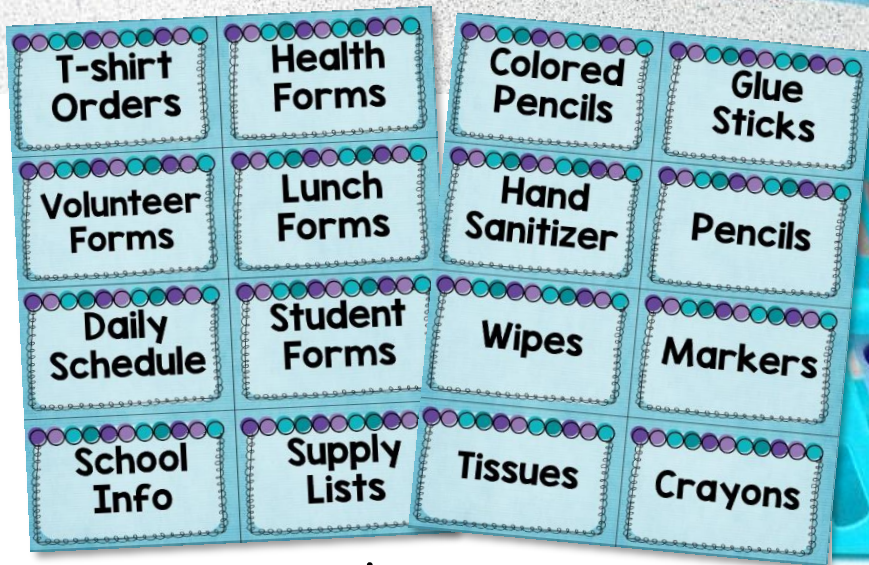 T-shirt
Orders
Health
Forms
Volunteer
Forms
Lunch
Forms
Daily
Schedule
Student
Forms
School
Info
Supply
Lists
Colored
Pencils
Glue
Sticks
Hand
Sanitizer
Pencils
Wipes
Markers
Tissues
Crayons